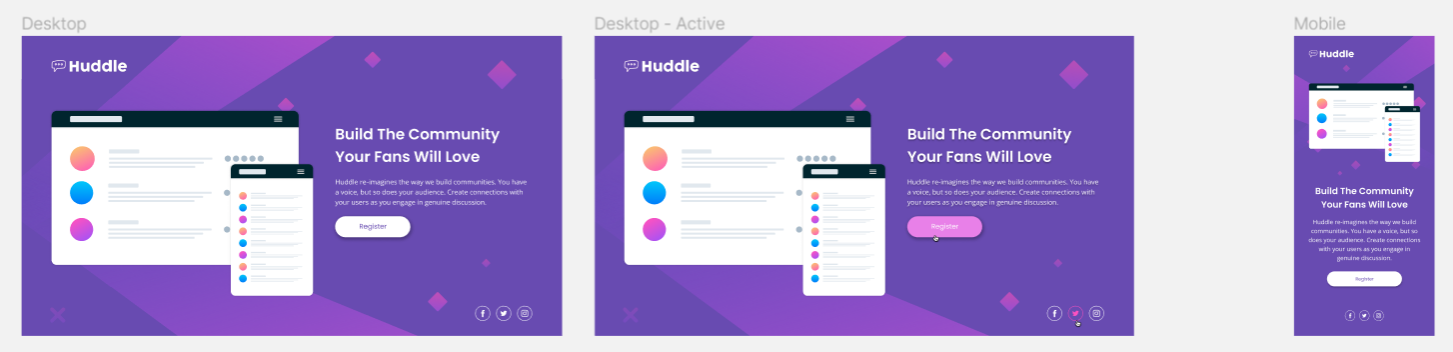 Desktop
Huddle
Build The Community
Your Fans Will Love
Huddle re-imagines the way we build communities. You have
a voice, but so does your audience. Create connections with
your users as you engage in genuine discussion.
Register
Desktop - Active
Huddle
Build The Community
Your Fans Will Love
Huddle re-imagines the way we build communities. You have
a voice, but so does your audience. Create connections with
your users as you engage in genuine discussion.
Register
Mobile
Huddle
Build The Community
Your Fans Will Love
Huddle re-imagines the way we build
communities. You have a voice, but so
does your audience. Create connections
with your users as you engage in
genuine discussion.
Register